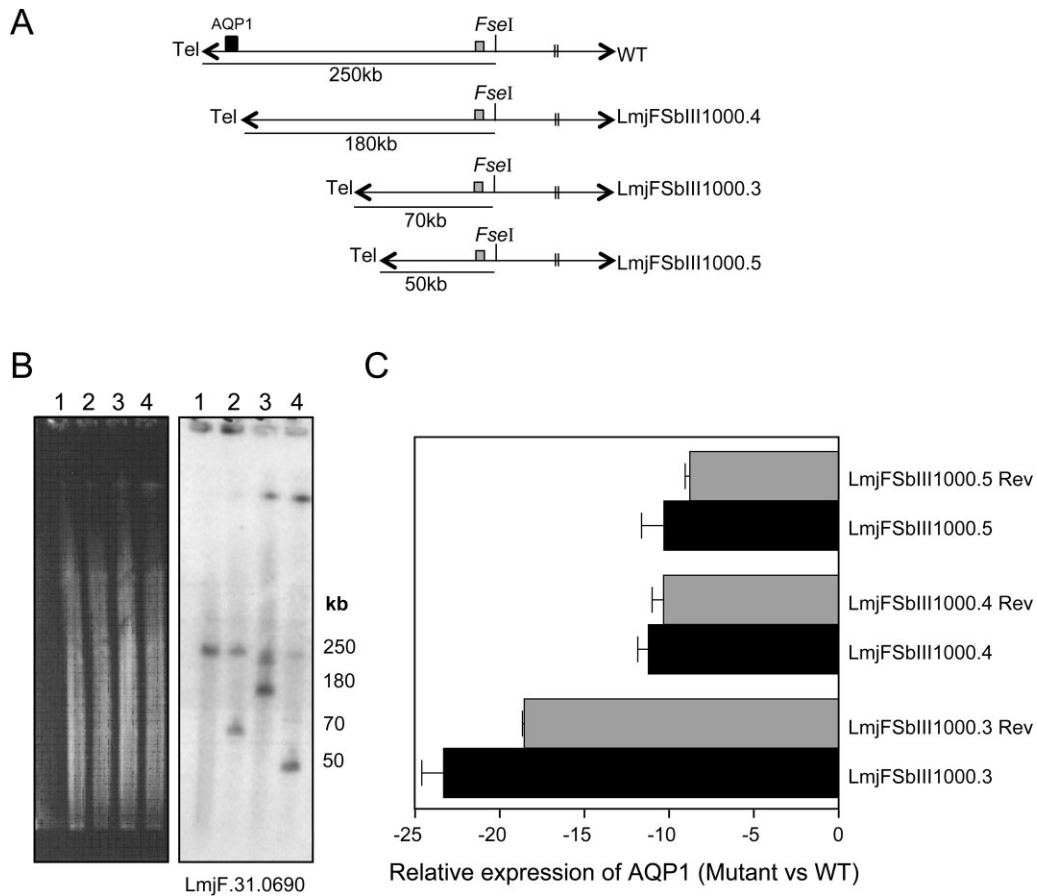 A
AQP1
FseI
Tel
WT
250kb
FseI
Tel
LmjFSbIII1000.4
180kb
FseI
Tel
LmjFSbIII1000.3
70kb
FseI
Tel
LmjFSbIII1000.5
50kb
B
1 2 3 4
1 2 3 4
kb
250
180
70
50
LmjF.31.0690
C
LmjFSbIII1000.5 Rev
LmjFSbIII1000.5
LmjFSbIII1000.4 Rev
LmjFSbIII1000.4
LmjFSbIII1000.3 Rev
LmjFSbIII1000.3
-25 -20 -15 -10 -5 0
Relative expression of AQP1 (Mutant vs WT)